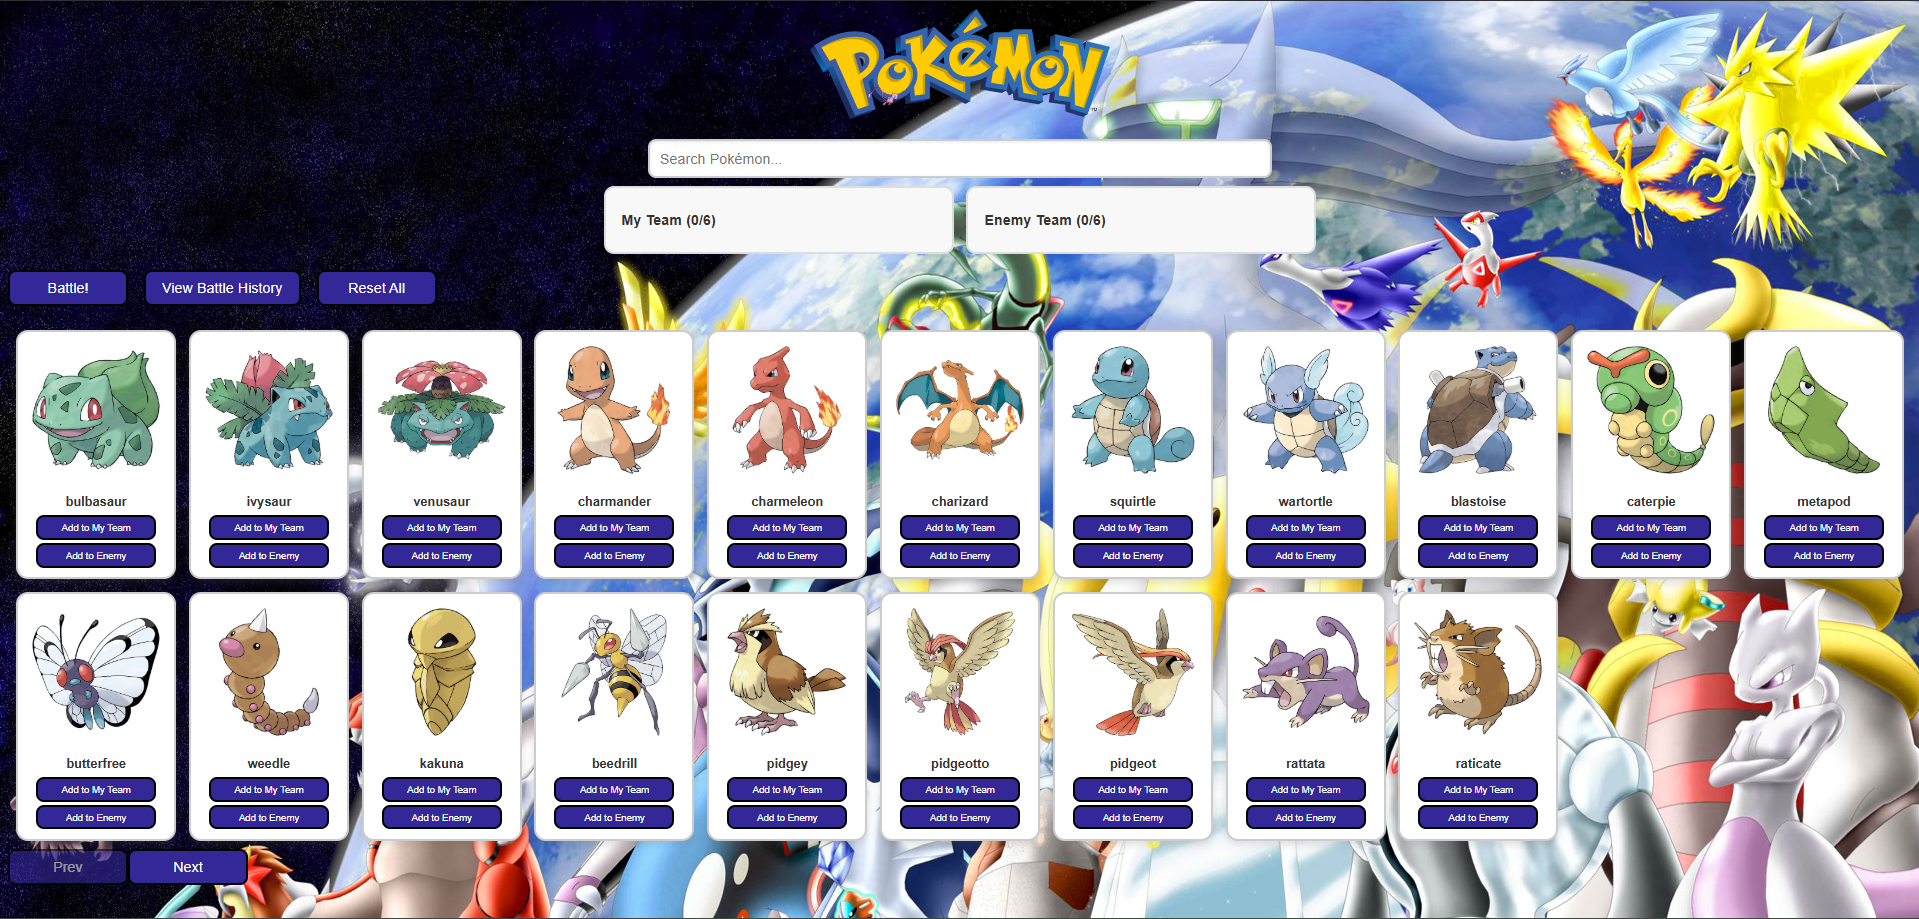 POKéMON
TM
Search Pokémon...
My Team (0/6) Enemy Team (0/6)
Battle! View Battle History Reset All
bulbasaur ivysaur venusaur charmander charmeleon charizard squirtle wartortle blastoise caterpie metapod
Add to My Team Add to My Team Add to My Team Add to My Team Add to My Team Add to My Team Add to My Team Add to My Team Add to My Team Add to My Team Add to My Team
Add to Enemy Add to Enemy Add to Enemy Add to Enemy Add to Enemy Add to Enemy Add to Enemy Add to Enemy Add to Enemy Add to Enemy Add to Enemy
butterfree weedle kakuna beedrill pidgey pidgeotto pidgeot rattata raticate
Add to My Team Add to My Team Add to My Team Add to My Team Add to My Team Add to My Team Add to My Team Add to My Team Add to My Team
Add to Enemy Add to Enemy Add to Enemy Add to Enemy Add to Enemy Add to Enemy Add to Enemy Add to Enemy Add to Enemy
Prev Next